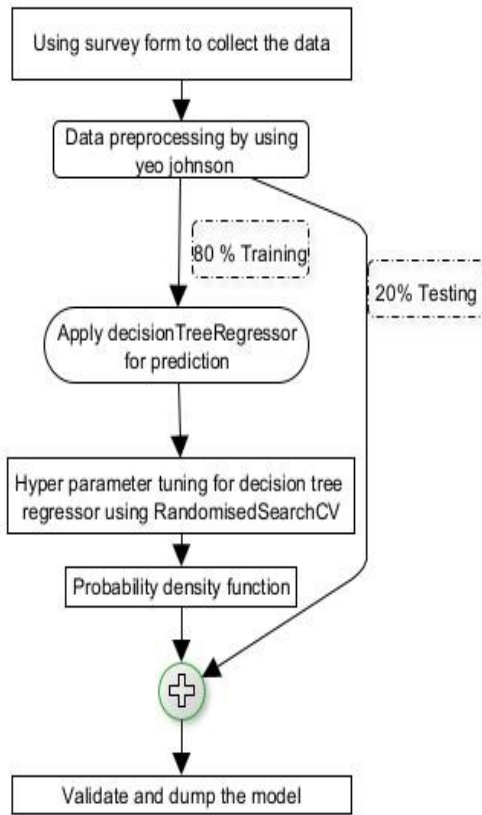 Using survey form to collect the data
Data preprocessing by using
yeo johnson
80 % Training
20% Testing
Apply decisionTreeRegressor
for prediction
Hyper parameter tuning for decision tree
regressor using RandomisedSearchCV
Probability density function
Validate and dump the model